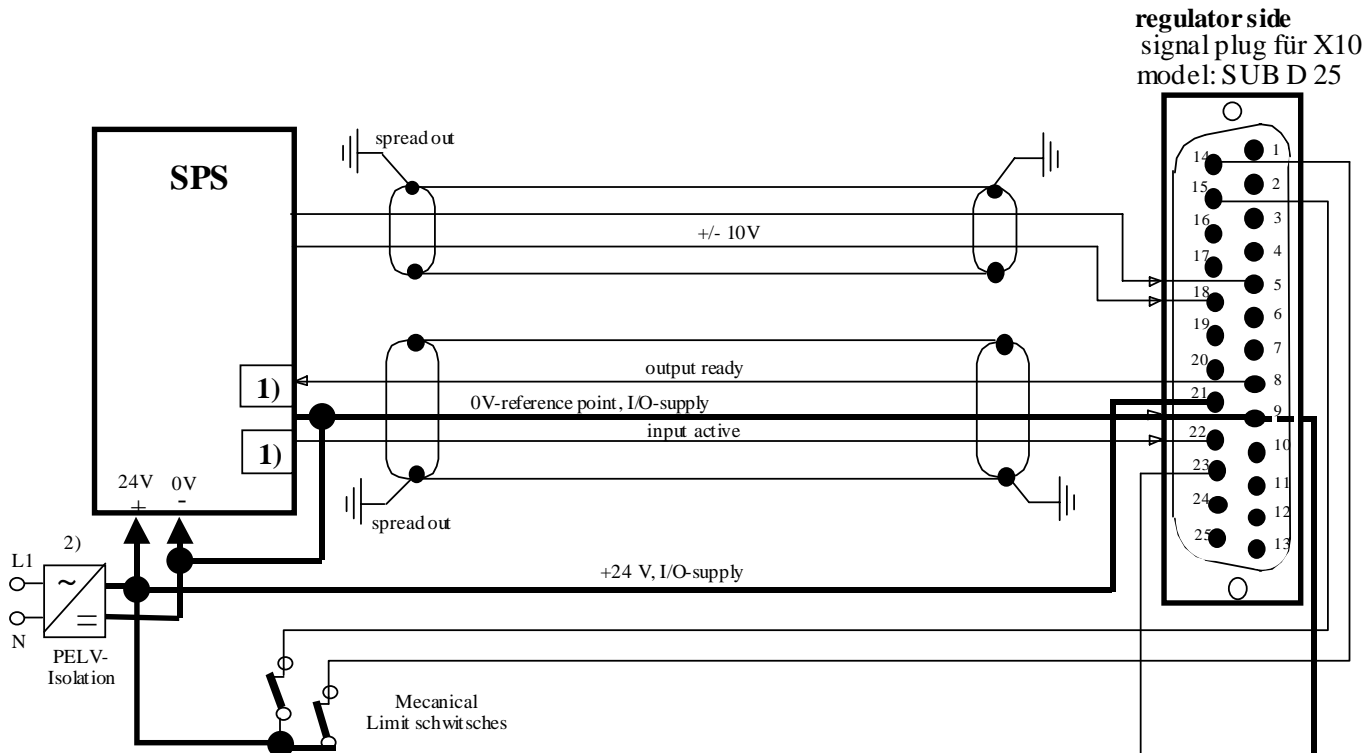 regulator side
signal plug für X10
model: SUB D 25
spread out
SPS
+/- 10V
output ready
1)
0V-reference point, I/O-supply
input active
1)
24V 0V
+ -
spread out
2)
L1
~
=
N
+24 V, I/O-supply
PELV-
Isolation
Mecanical
Limit schwitsches
1
14
2
15
3
16
4
17
5
18
6
19
7
20
8
21
9
22
10
23
11
24
12
25
13